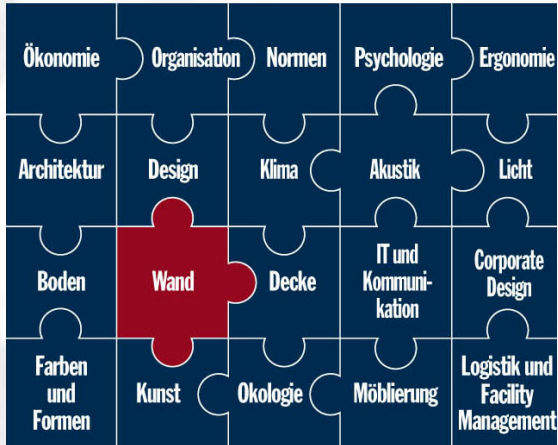 Ökonomie
Organisation
Normen
Psychologie
Ergonomie
Architektur
Design
Klima
Akustik
Licht
Boden
Wand
Decke
IT und
Kommuni-
kation
Corporate
Design
Farben
und
Formen
Kunst
Okologie
Möblierung
Logistik und
Facility
Management